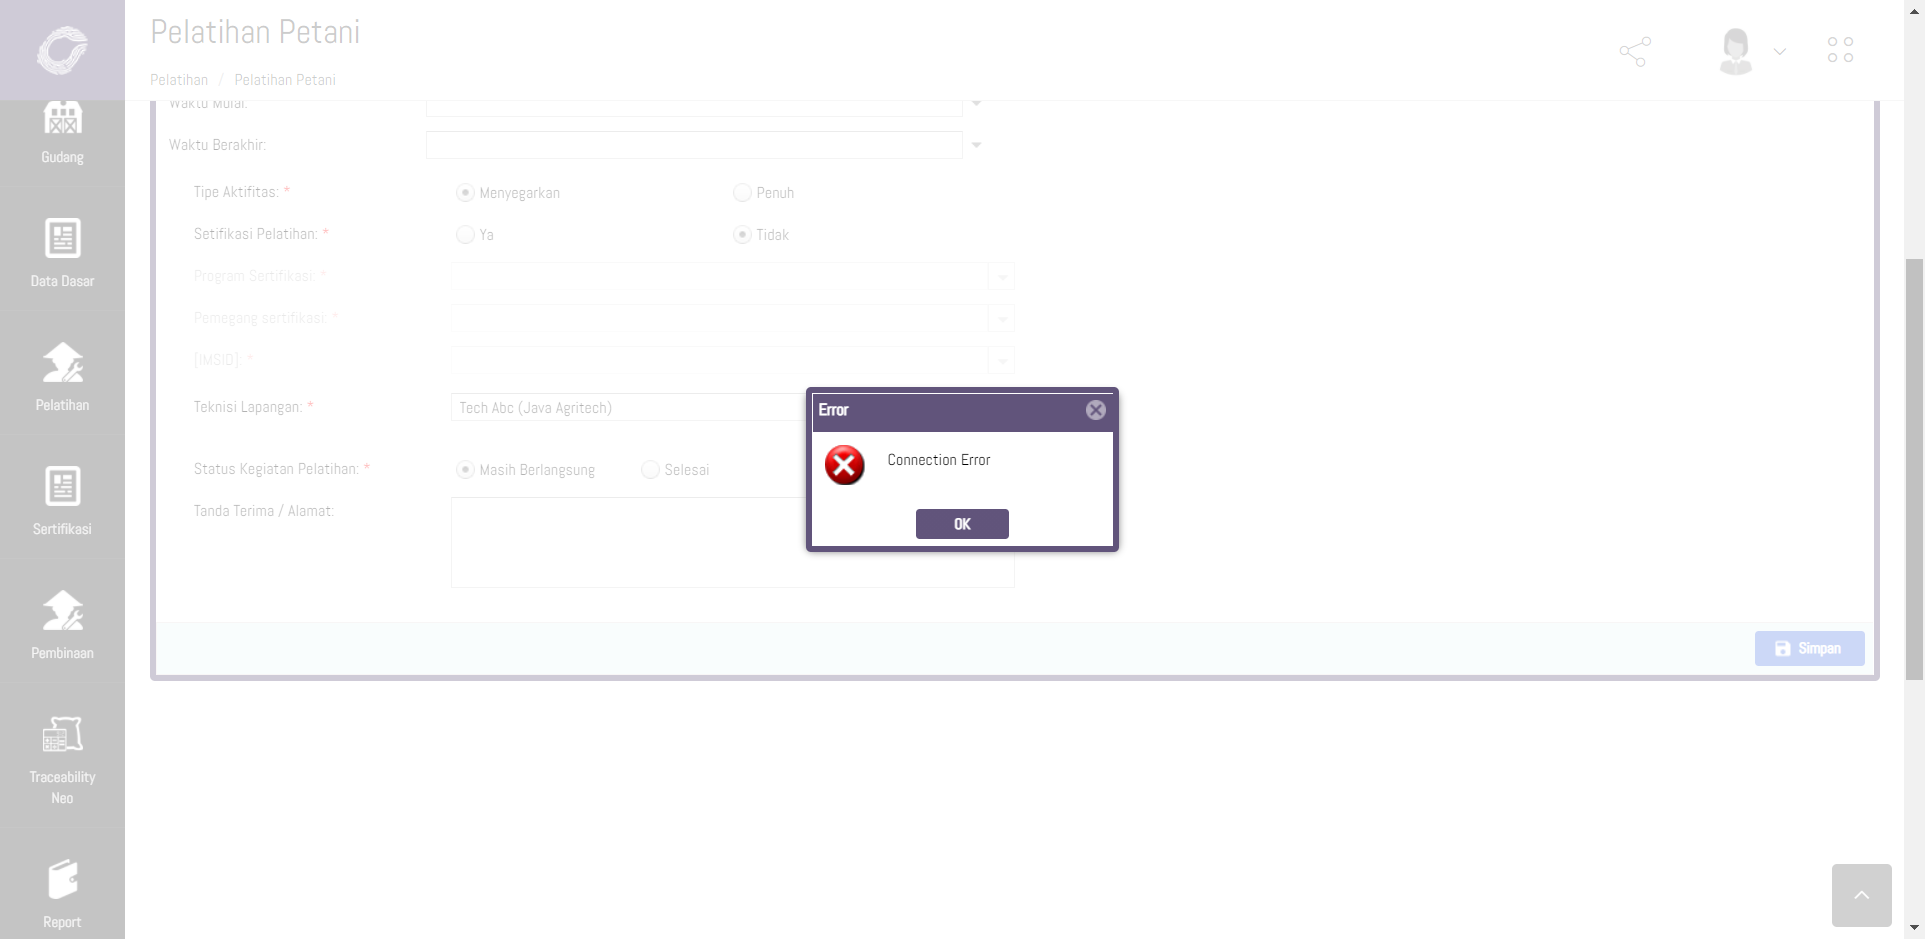 Pelatihan Petani
Pelatihan / Pelatihan Petani
Gudang
Data Dasar
Pelatihan
Sertifikasi
Pembinaan
Traceability
Neo
Report
Waktu Mulai:
Waktu Berakhir:
Tipe Aktifitas: * Menyegarkan Penuh
Setifikasi Pelatihan: * Ya Tidak
Program Sertifikasi: *
Pemegang sertifikasi: *
[IMSID]: *
Teknisi Lapangan: * Tech Abc (Java Agritech)
Status Kegiatan Pelatihan: * Masih Berlangsung Selesai
Tanda Terima / Alamat:
Error
Connection Error
OK
Simpan